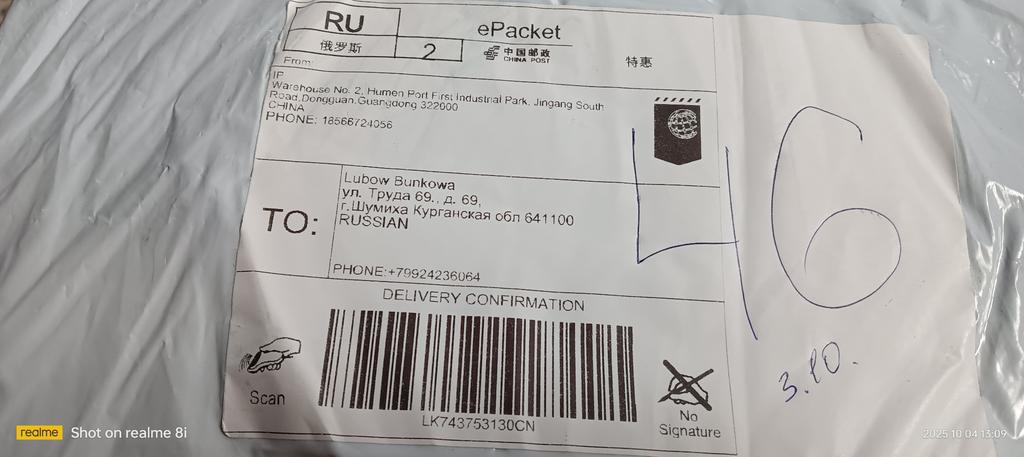 RU
ePacket
俄罗斯
2
中国邮政
CHINA POST
特惠
From:
IP
Warehouse No. 2, Humen Port First Industrial Park, Jingang South
Road,Dongguan,Guangdong 322000
CHINA
PHONE: 18566724056
TO:
Lubow Bunkowa
ул. Труда 69., д. 69,
г.Шумиха Курганская обл 641100
RUSSIAN
PHONE:+79924236064
46
3.10.
DELIVERY CONFIRMATION
Scan
LK743753130CN
No
Signature
realme
Shot on realme 8i
2025.10.04 13:09